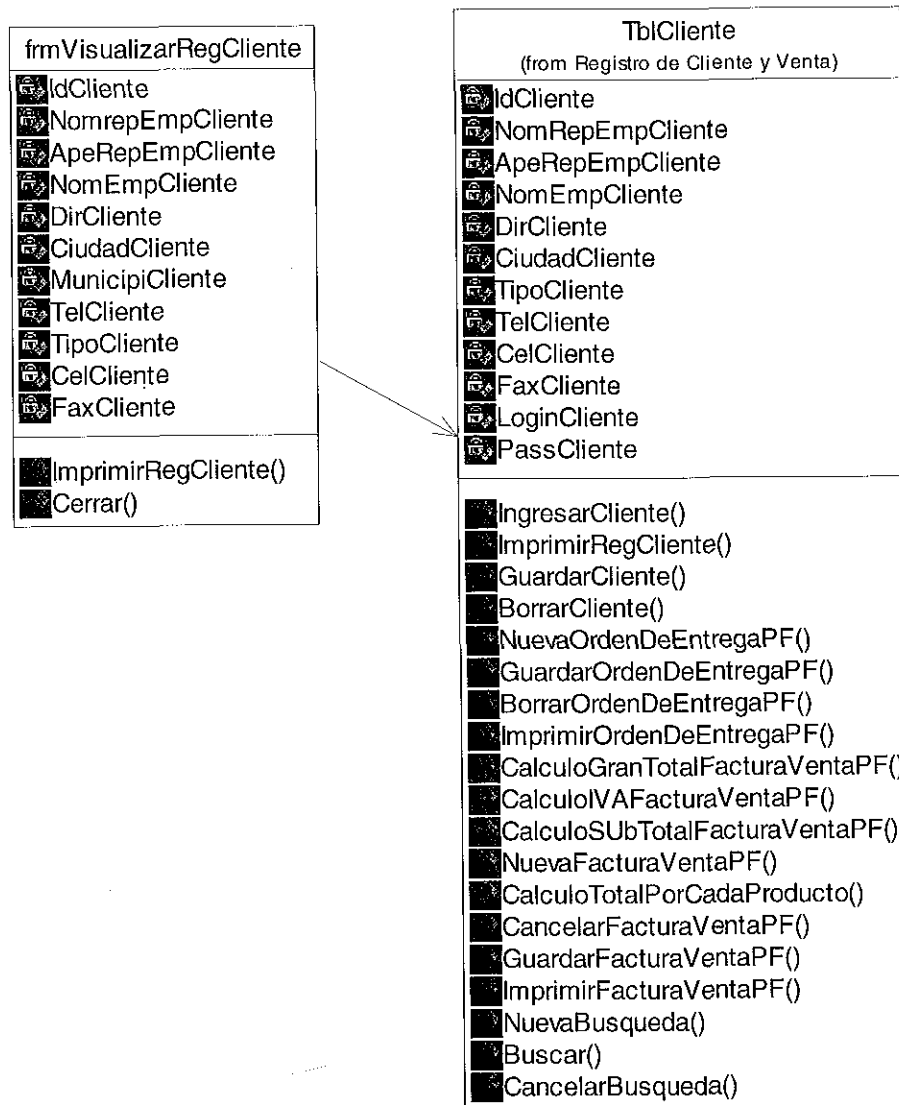 frmVisualizarRegCliente
IdCliente
NomrepEmpCliente
ApeRepEmpCliente
NomEmpCliente
DirCliente
CiudadCliente
MunicipiCliente
TelCliente
TipoCliente
CelCliente
FaxCliente
ImprimirRegCliente()
Cerrar()
TblCliente
(from Registro de Cliente y Venta)
IdCliente
NomRepEmpCliente
ApeRepEmpCliente
NomEmpCliente
DirCliente
CiudadCliente
TipoCliente
TelCliente
CelCliente
FaxCliente
LoginCliente
PassCliente
IngresarCliente()
ImprimirRegCliente()
GuardarCliente()
BorrarCliente()
NuevaOrdenDeEntregaPF()
GuardarOrdenDeEntregaPF()
BorrarOrdenDeEntregaPF()
ImprimirOrdenDeEntregaPF()
CalculoGranTotalFacturaVentaPF()
CalculoIVAFacturaVentaPF()
CalculoSUbTotalFacturaVentaPF()
NuevaFacturaVentaPF()
CalculoTotalPorCadaProducto()
CancelarFacturaVentaPF()
GuardarFacturaVentaPF()
ImprimirFacturaVentaPF()
NuevaBusqueda()
Buscar()
CancelarBusqueda()